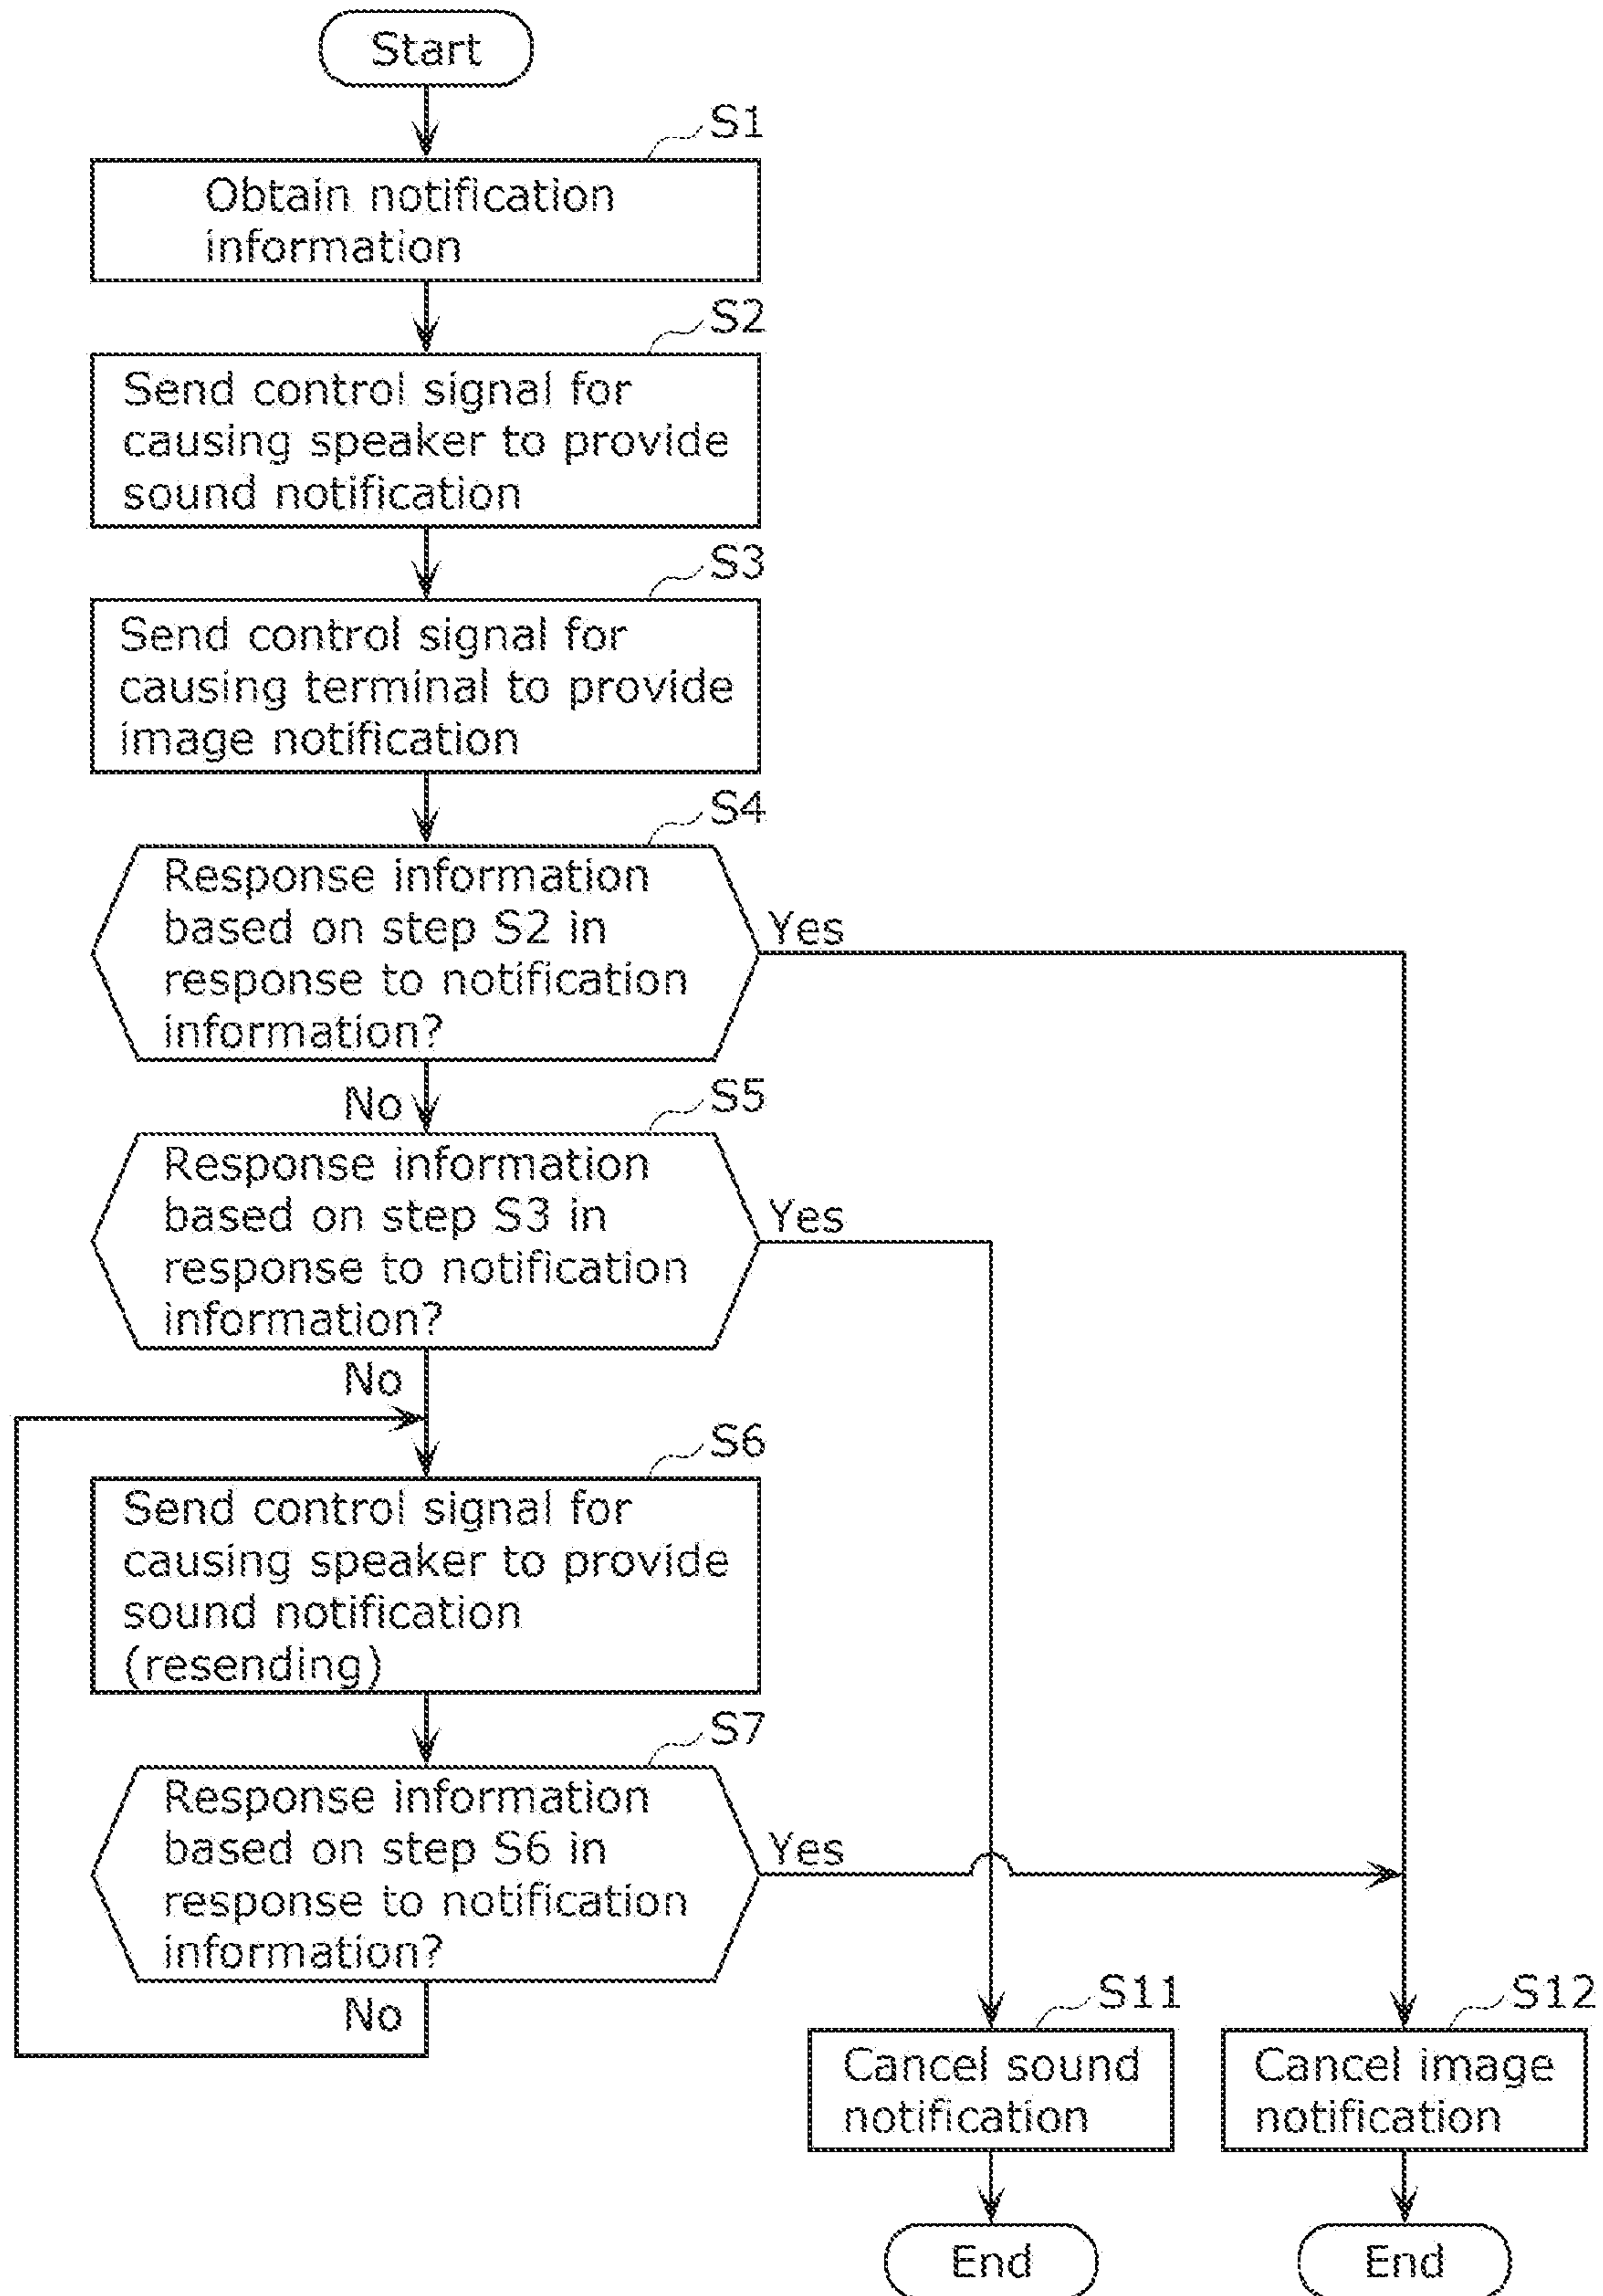 Start
S1
Obtain notification
information
S2
Send control signal for
causing speaker to provide
sound notification
S3
Send control signal for
causing terminal to provide
image notification
S4
Response information
based on step S2 in
response to notification
information?
Yes
No
S5
Response information
based on step S3 in
response to notification
information?
Yes
No
S6
Send control signal for
causing speaker to provide
sound notification
(resending)
S7
Response information
based on step S6 in
response to notification
information?
Yes
No
S11
Cancel sound
notification
End
S12
Cancel image
notification
End